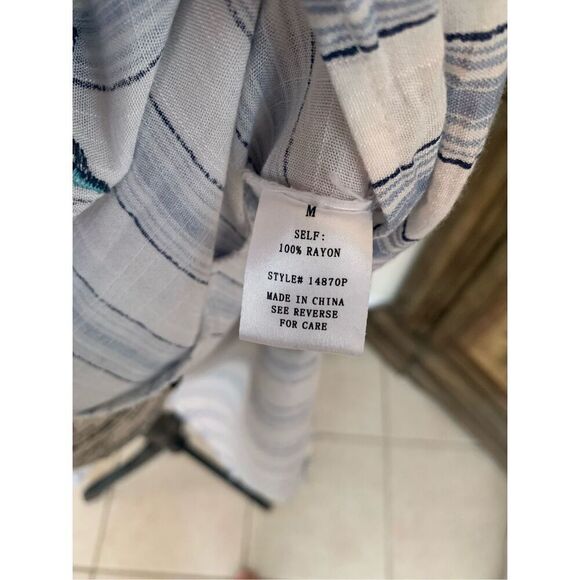 M
SELF:
100% RAYON
STYLE# 14870P
MADE IN CHINA
SEE REVERSE
FOR CARE